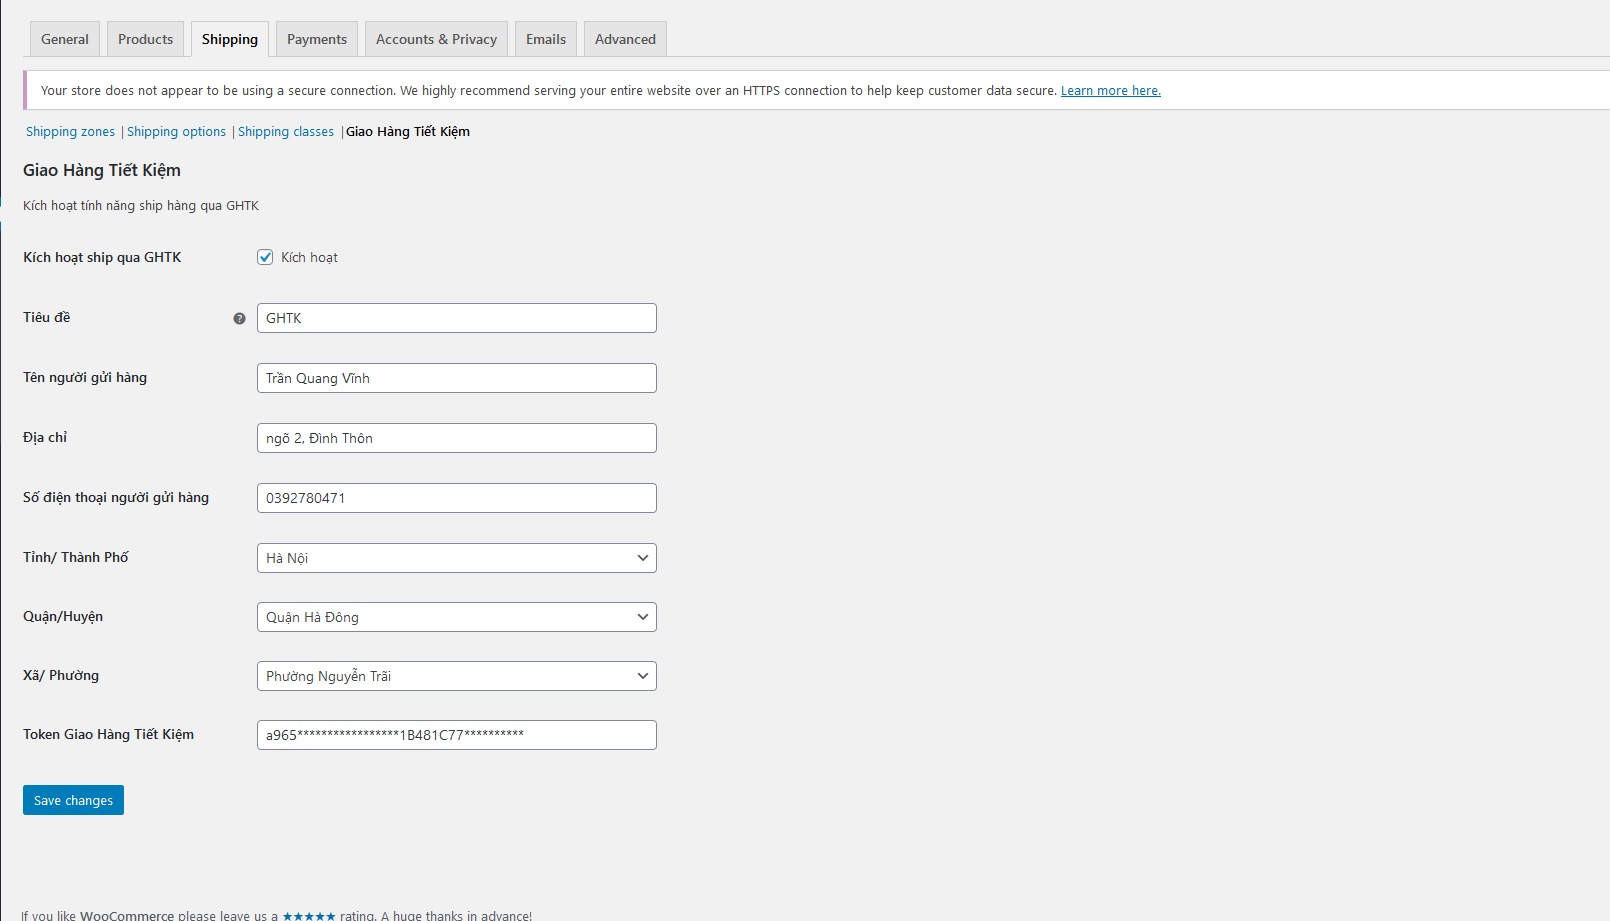 General Products Shipping Payments Accounts & Privacy Emails Advanced
Your store does not appear to be using a secure connection. We highly recommend serving your entire website over an HTTPS connection to help keep customer data secure. Learn more here.
Shipping zones | Shipping options | Shipping classes | Giao Hàng Tiết Kiệm
Giao Hàng Tiết Kiệm
Kích hoạt tính năng ship hàng qua GHTK
Kích hoạt ship qua GHTK Kích hoạt
Tiêu đề ? GHTK
Tên người gửi hàng Trần Quang Vĩnh
Địa chỉ ngõ 2, Đình Thôn
Số điện thoại người gửi hàng 0392780471
Tỉnh/ Thành Phố Hà Nội
Quận/Huyện Quận Hà Đông
Xã/ Phường Phường Nguyễn Trãi
Token Giao Hàng Tiết Kiệm a965*****************1B481C77**********
Save changes
If you like WooCommerce please leave us a ★★★★★ rating. A huge thanks in advance!